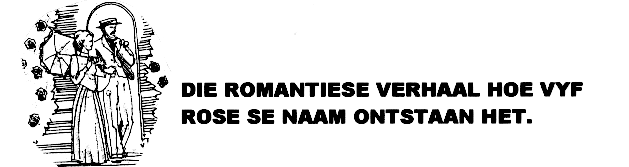 DIE ROMANTIESE VERHAAL HOE VYF
ROSE SE NAAM ONTSTAAN HET.